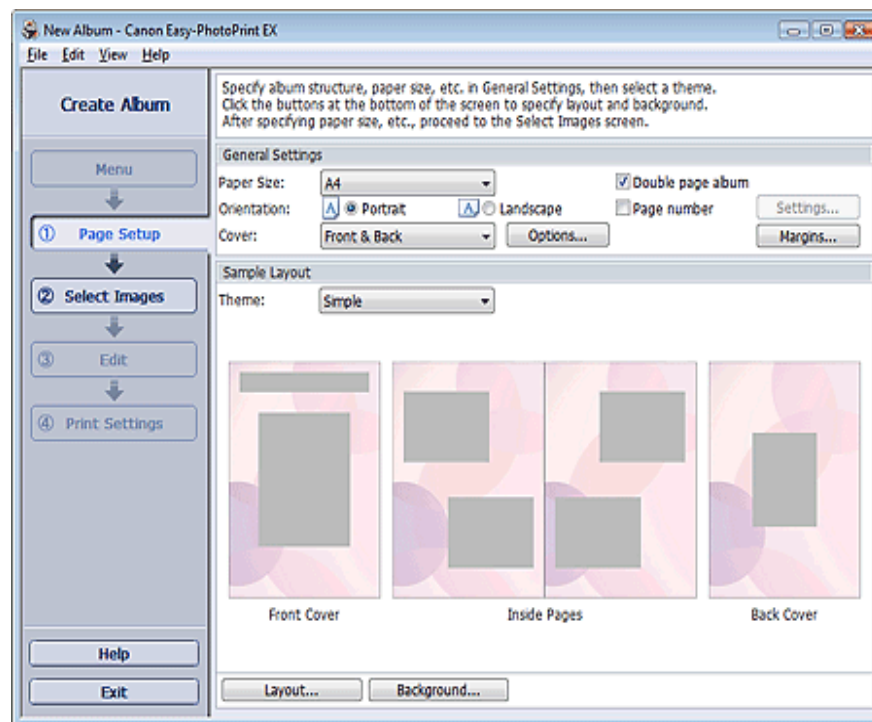 New Album - Canon Easy-PhotoPrint EX
File Edit View Help
Create Album
Menu
① Page Setup
② Select Images
③ Edit
④ Print Settings
Help
Exit
Specify album structure, paper size, etc. in General Settings, then select a theme.
Click the buttons at the bottom of the screen to specify layout and background.
After specifying paper size, etc., proceed to the Select Images screen.
General Settings
Paper Size: A4 Double page album
Orientation: A Portrait A Landscape Page number Settings...
Cover: Front & Back Options... Margins...
Sample Layout
Theme: Simple
Front Cover Inside Pages Back Cover
Layout... Background...